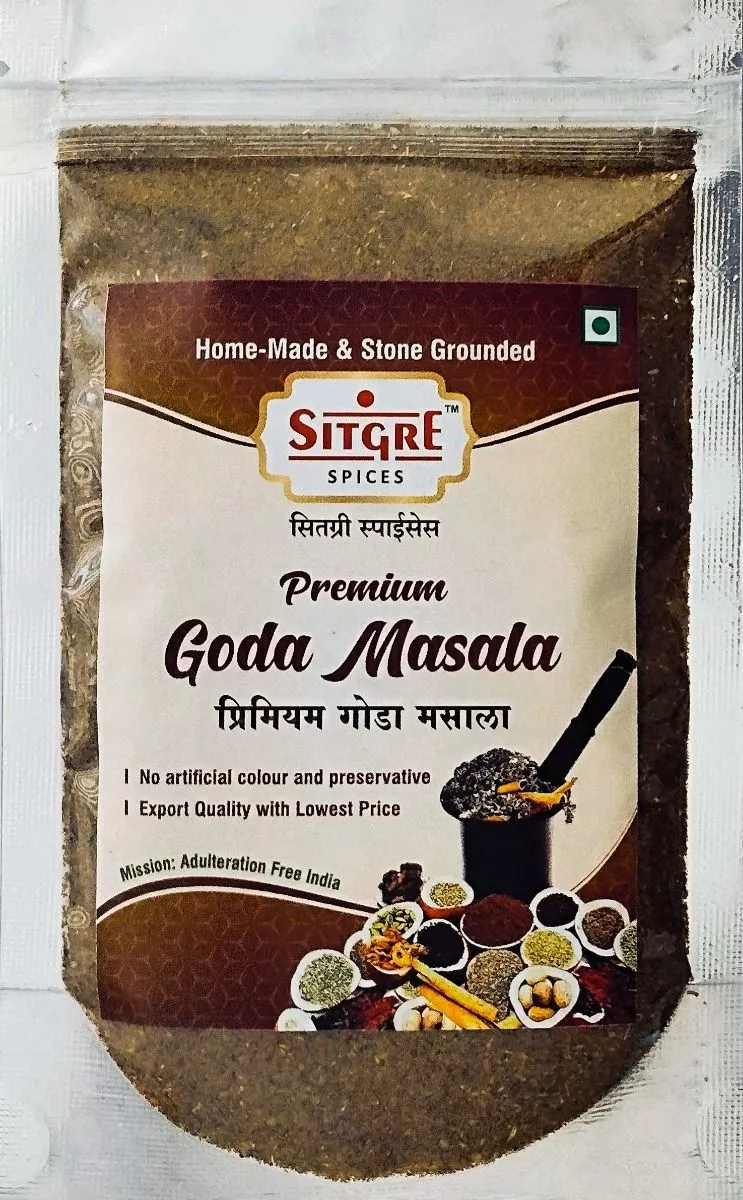 Home-Made & Stone Grounded
SITGRE™
SPICES
सितग्री स्पाईसेस
Premium
Goda Masala
प्रिमियम गोडा मसाला
| No artificial colour and preservative
| Export Quality with Lowest Price
Mission: Adulteration Free India